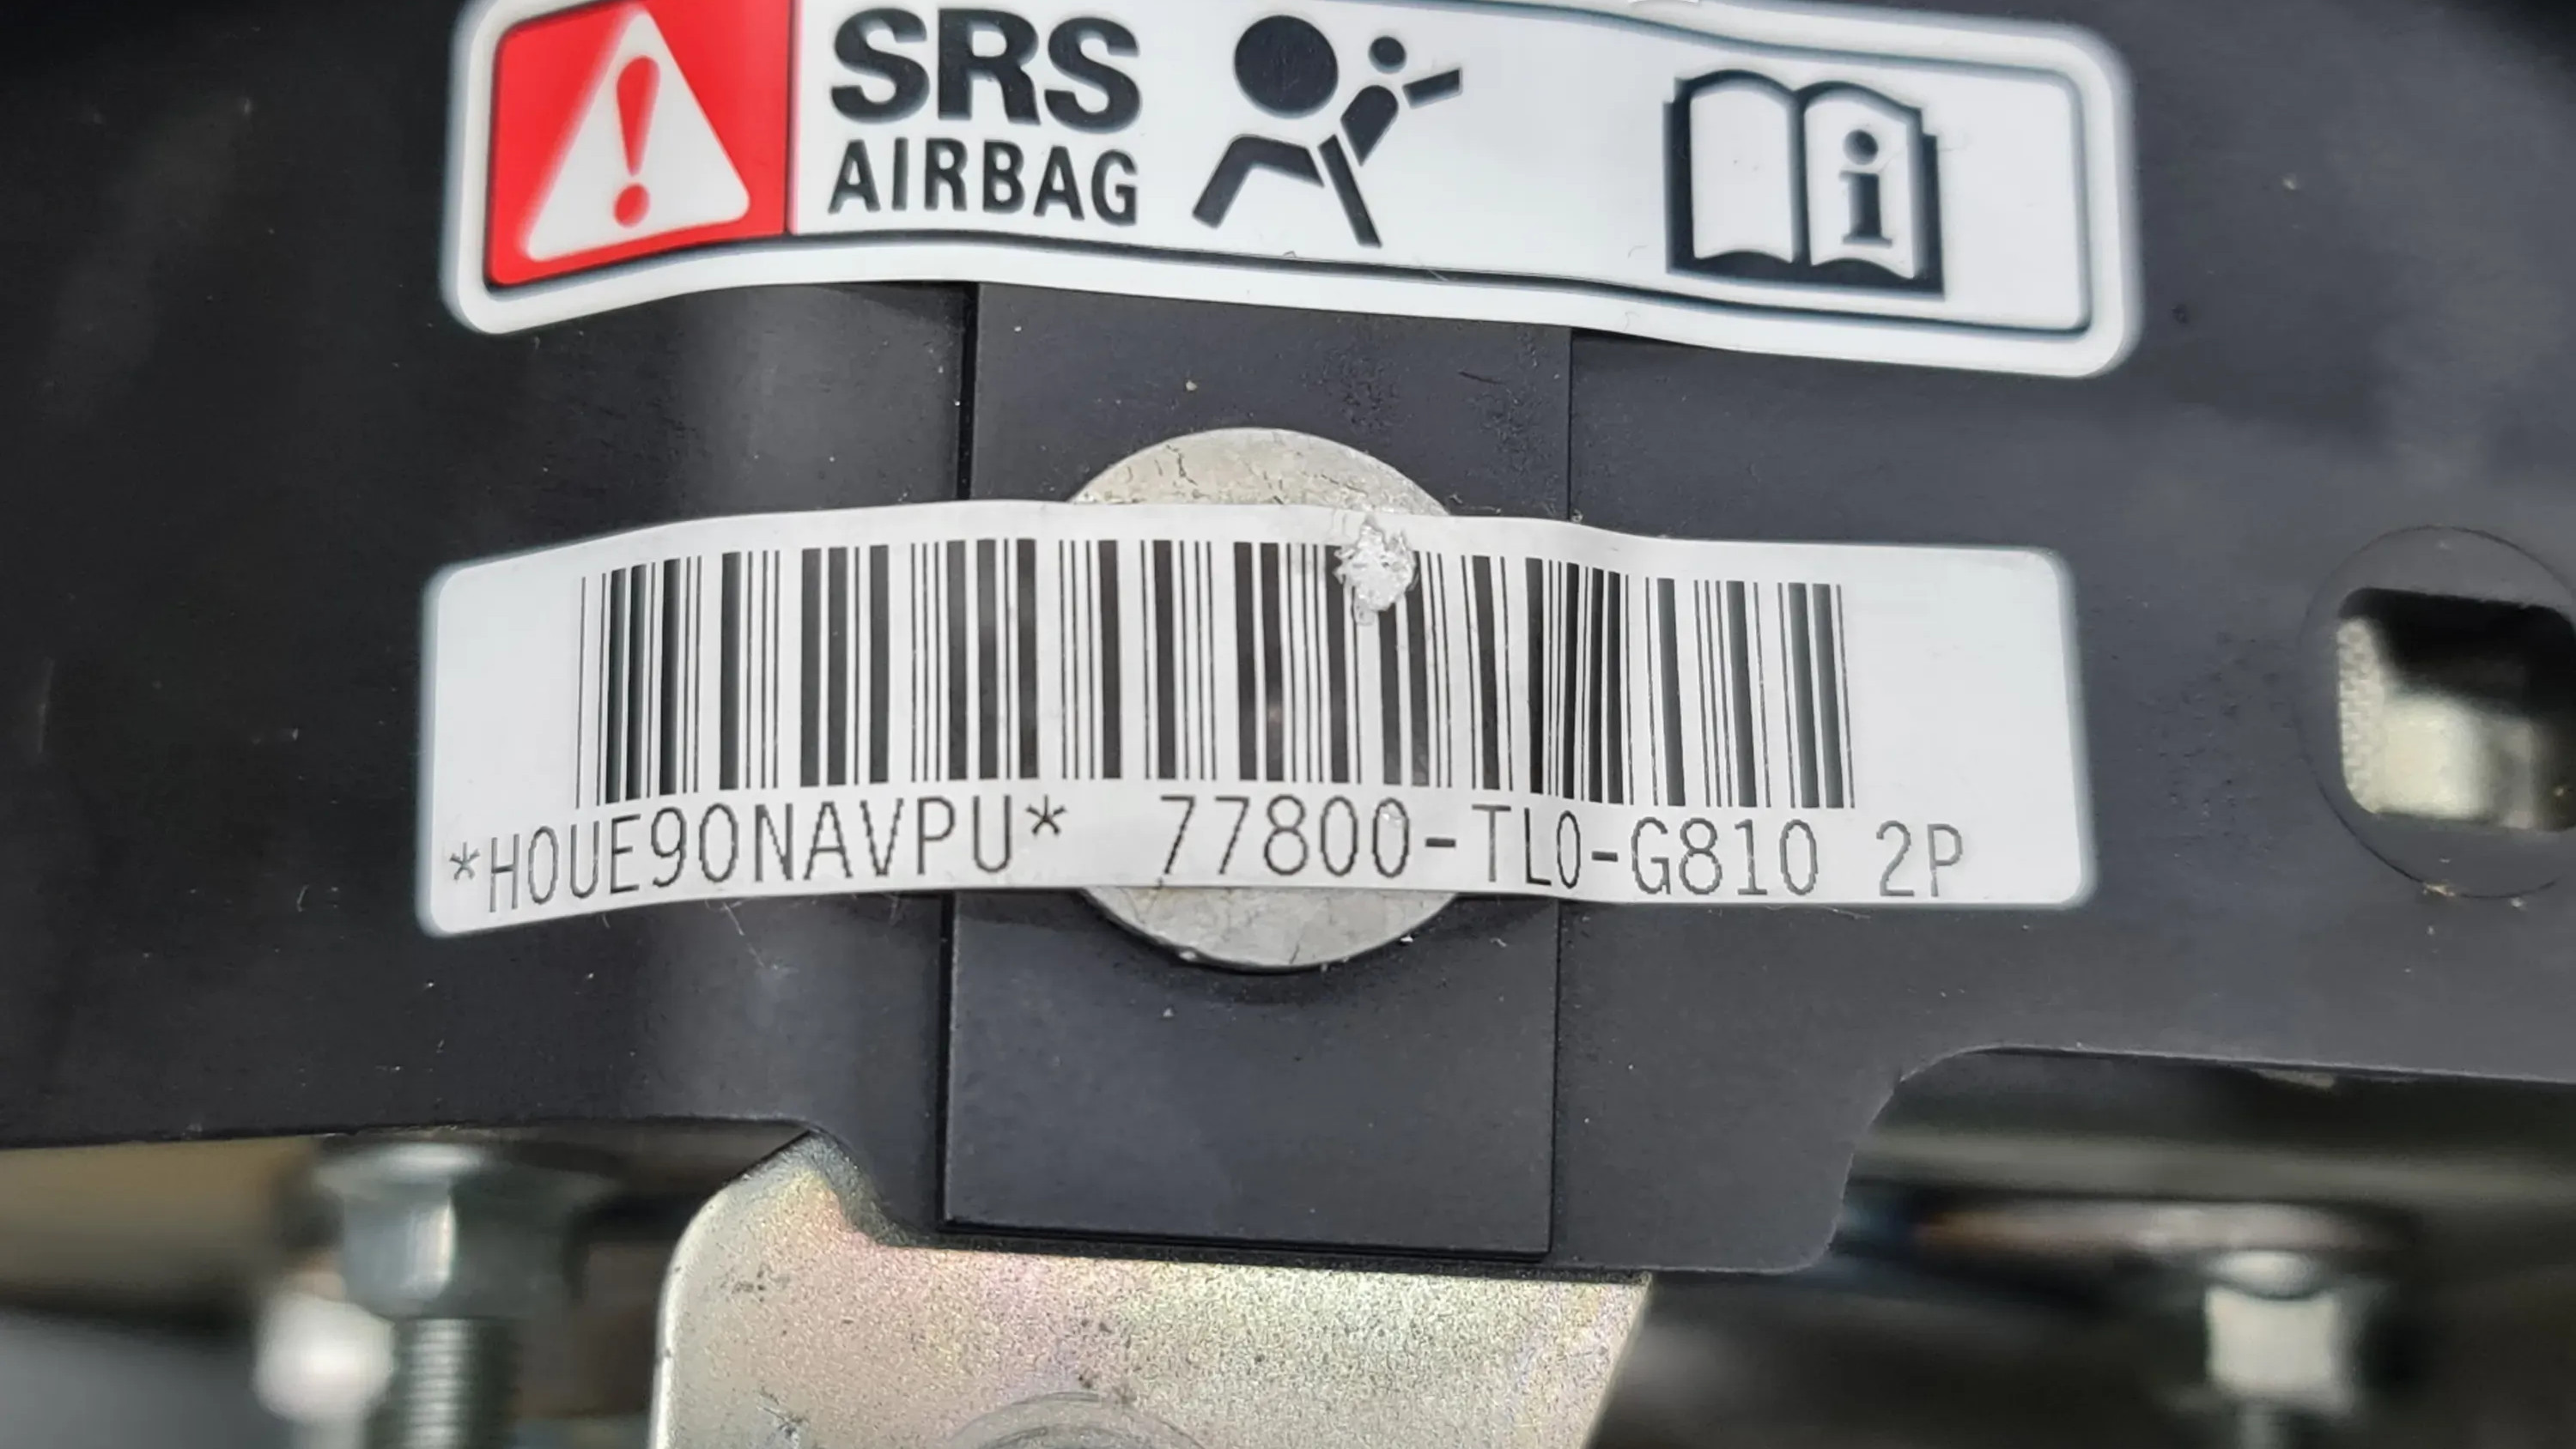 SRS
AIRBAG
*H0UE90NAVPU* 77800-TL0-G810 2P